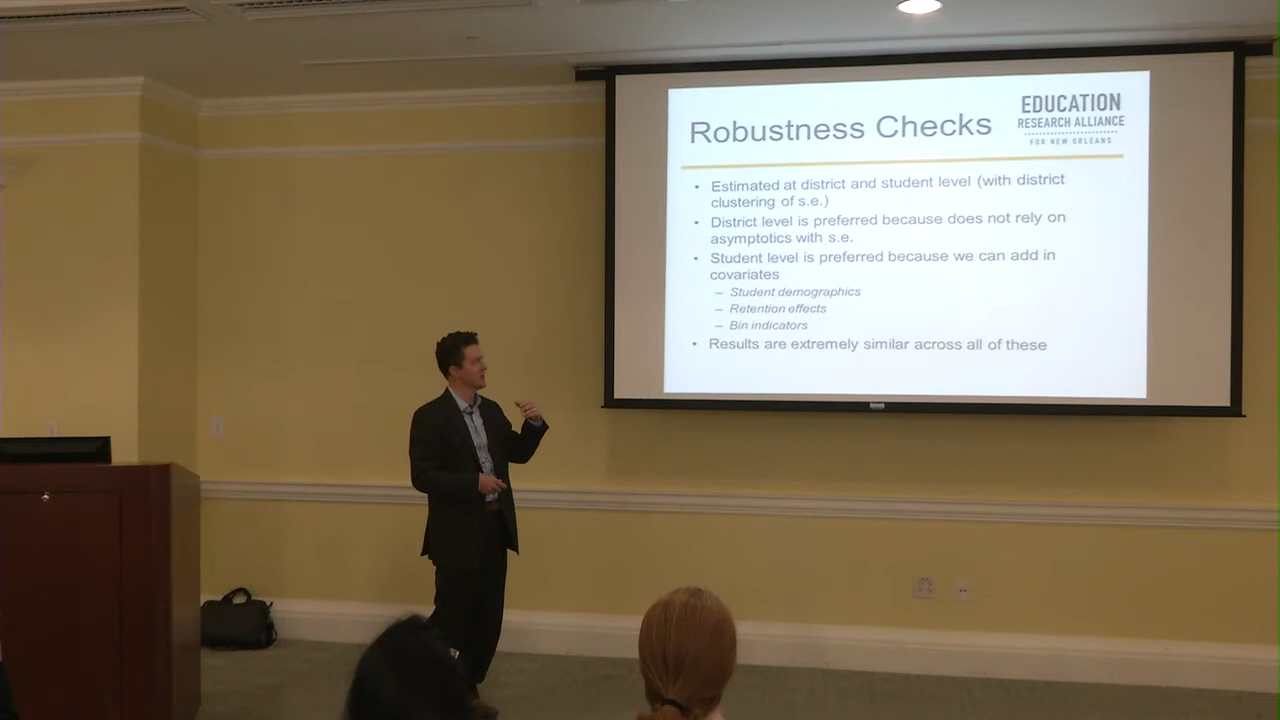 Robustness Checks
EDUCATION
RESEARCH ALLIANCE
FOR NEW ORLEANS
• Estimated at district and student level (with district
clustering of s.e.)
• District level is preferred because does not rely on
asymptotics with s.e.
• Student level is preferred because we can add in
covariates
– Student demographics
– Retention effects
– Bin indicators
• Results are extremely similar across all of these